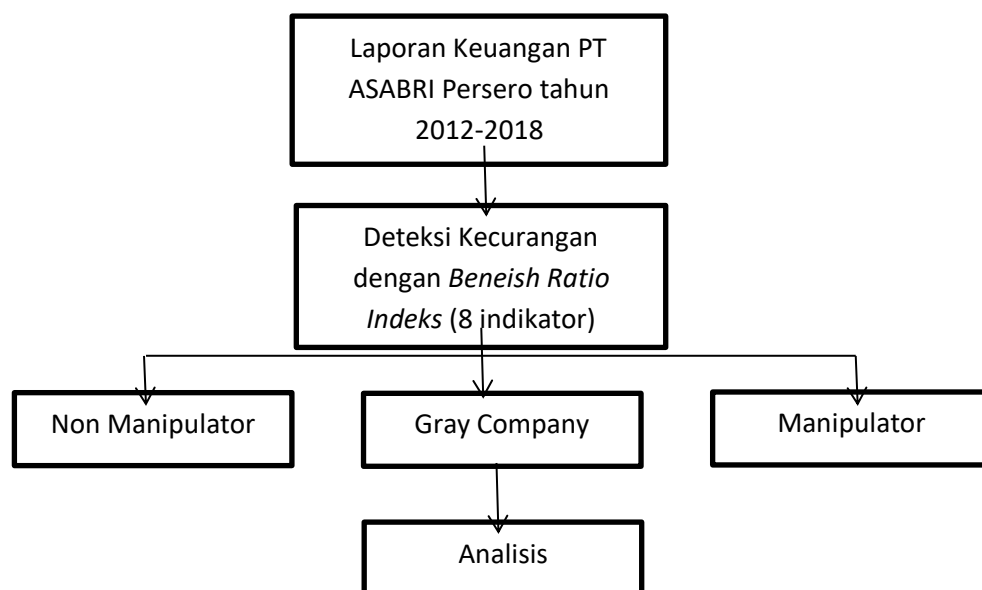 Laporan Keuangan PT
ASABRI Persero tahun
2012-2018
Deteksi Kecurangan
dengan Beneish Ratio
Indeks (8 indikator)
Non Manipulator
Gray Company
Manipulator
Analisis